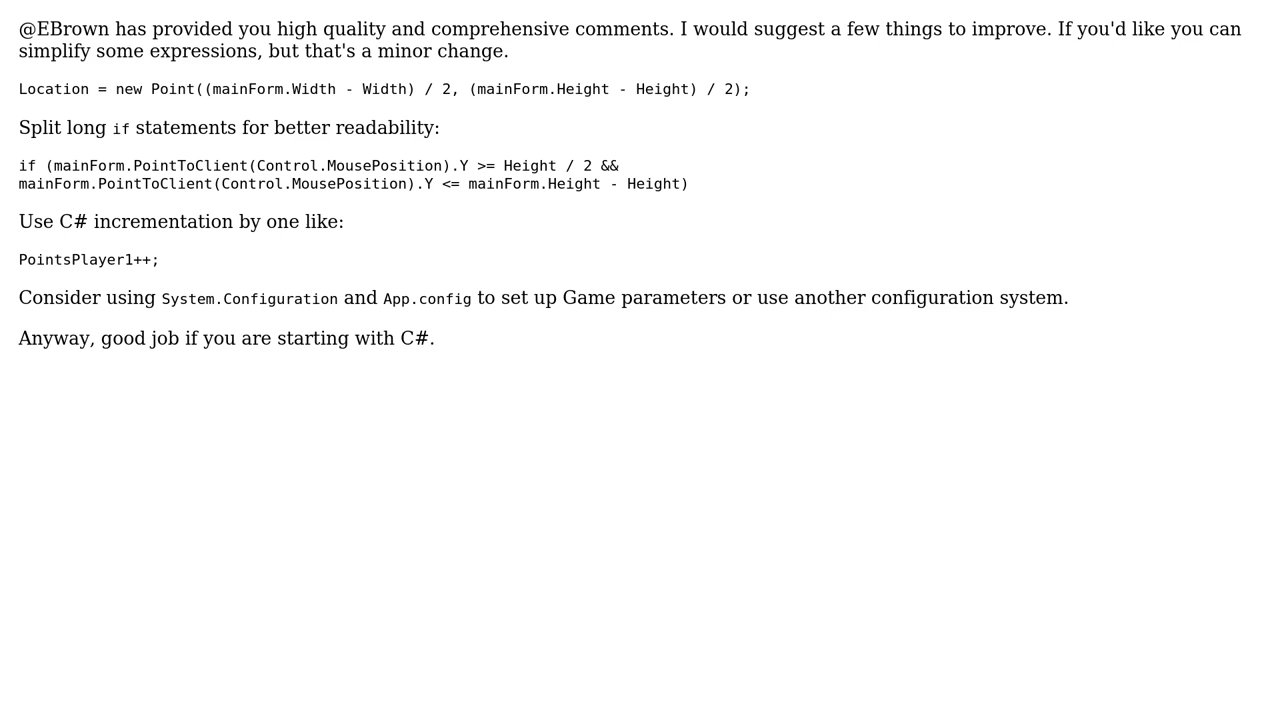 @EBrown has provided you high quality and comprehensive comments. I would suggest a few things to improve. If you'd like you can
simplify some expressions, but that's a minor change.
Location = new Point((mainForm.Width - Width) / 2, (mainForm.Height - Height) / 2);
Split long if statements for better readability:
if (mainForm.PointToClient(Control.MousePosition).Y >= Height / 2 &&
mainForm.PointToClient(Control.MousePosition).Y <= mainForm.Height - Height)
Use C# incrementation by one like:
PointsPlayer1++;
Consider using System.Configuration and App.config to set up Game parameters or use another configuration system.
Anyway, good job if you are starting with C#.